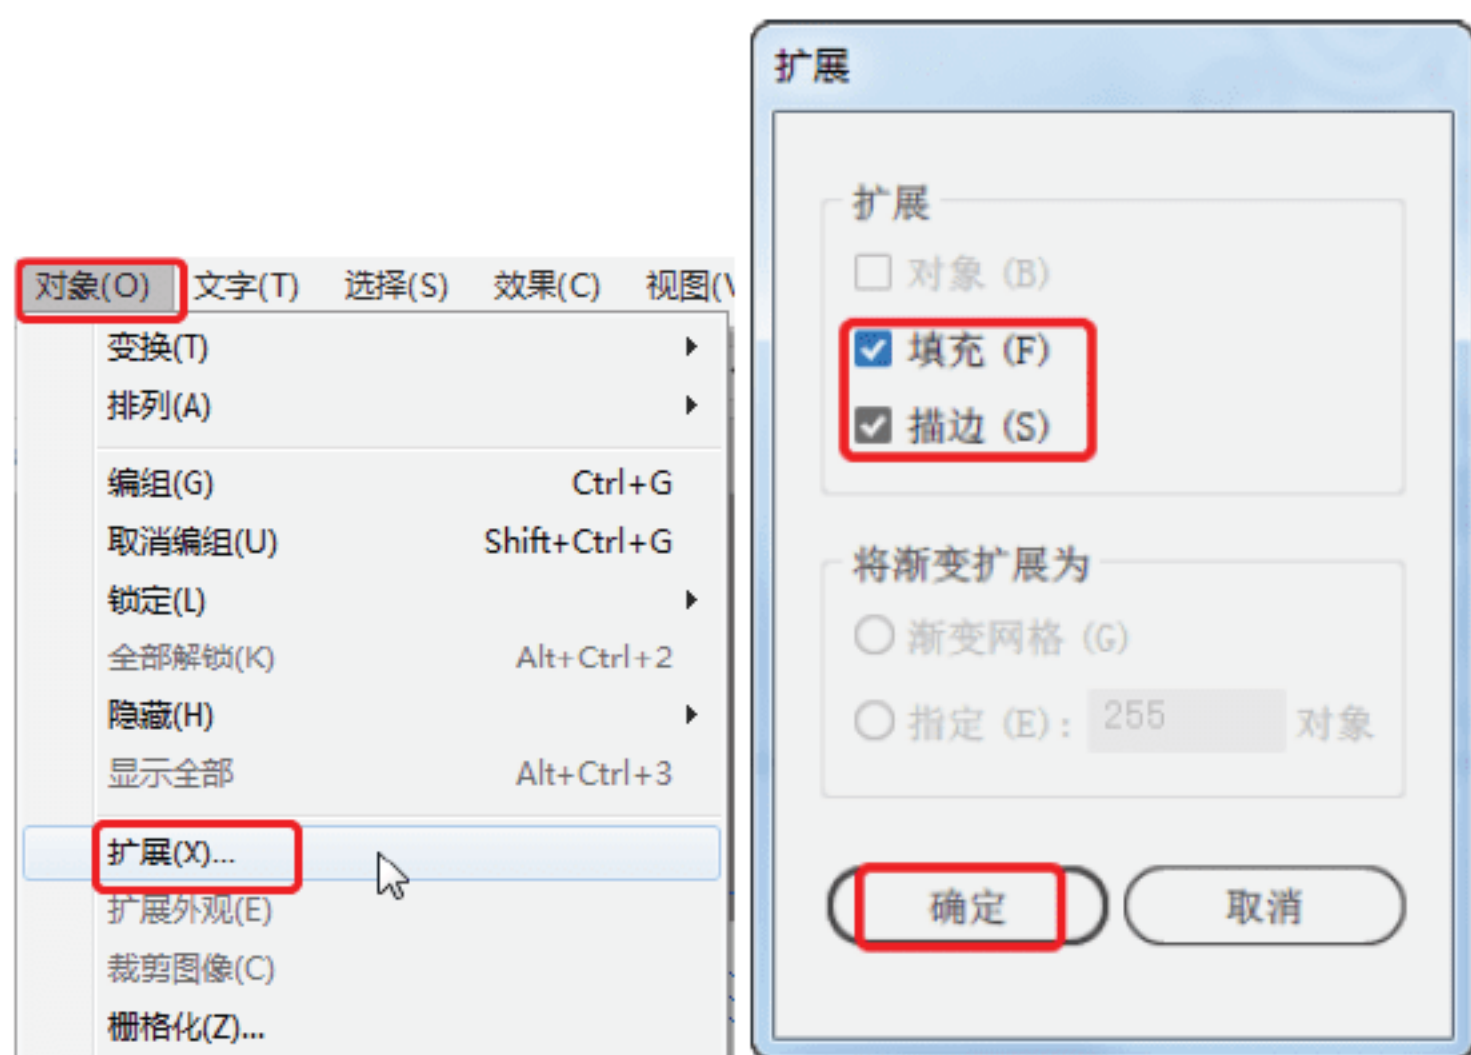 对象(O) 文字(T) 选择(S) 效果(C) 视图(
变换(T)
排列(A)
编组(G) Ctrl+G
取消编组(U) Shift+Ctrl+G
锁定(L)
全部解锁(K) Alt+Ctrl+2
隐藏(H)
显示全部 Alt+Ctrl+3
扩展(X)...
扩展外观(E)
裁剪图像(C)
栅格化(Z)...
扩展
扩展
对象 (B)
填充 (F)
描边 (S)
将渐变扩展为
渐变网格 (G)
指定 (E): 255 对象
确定 取消